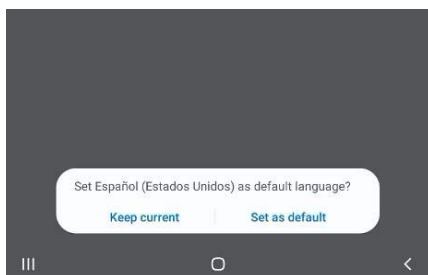 Set Español (Estados Unidos) as default language?
Keep current
Set as default